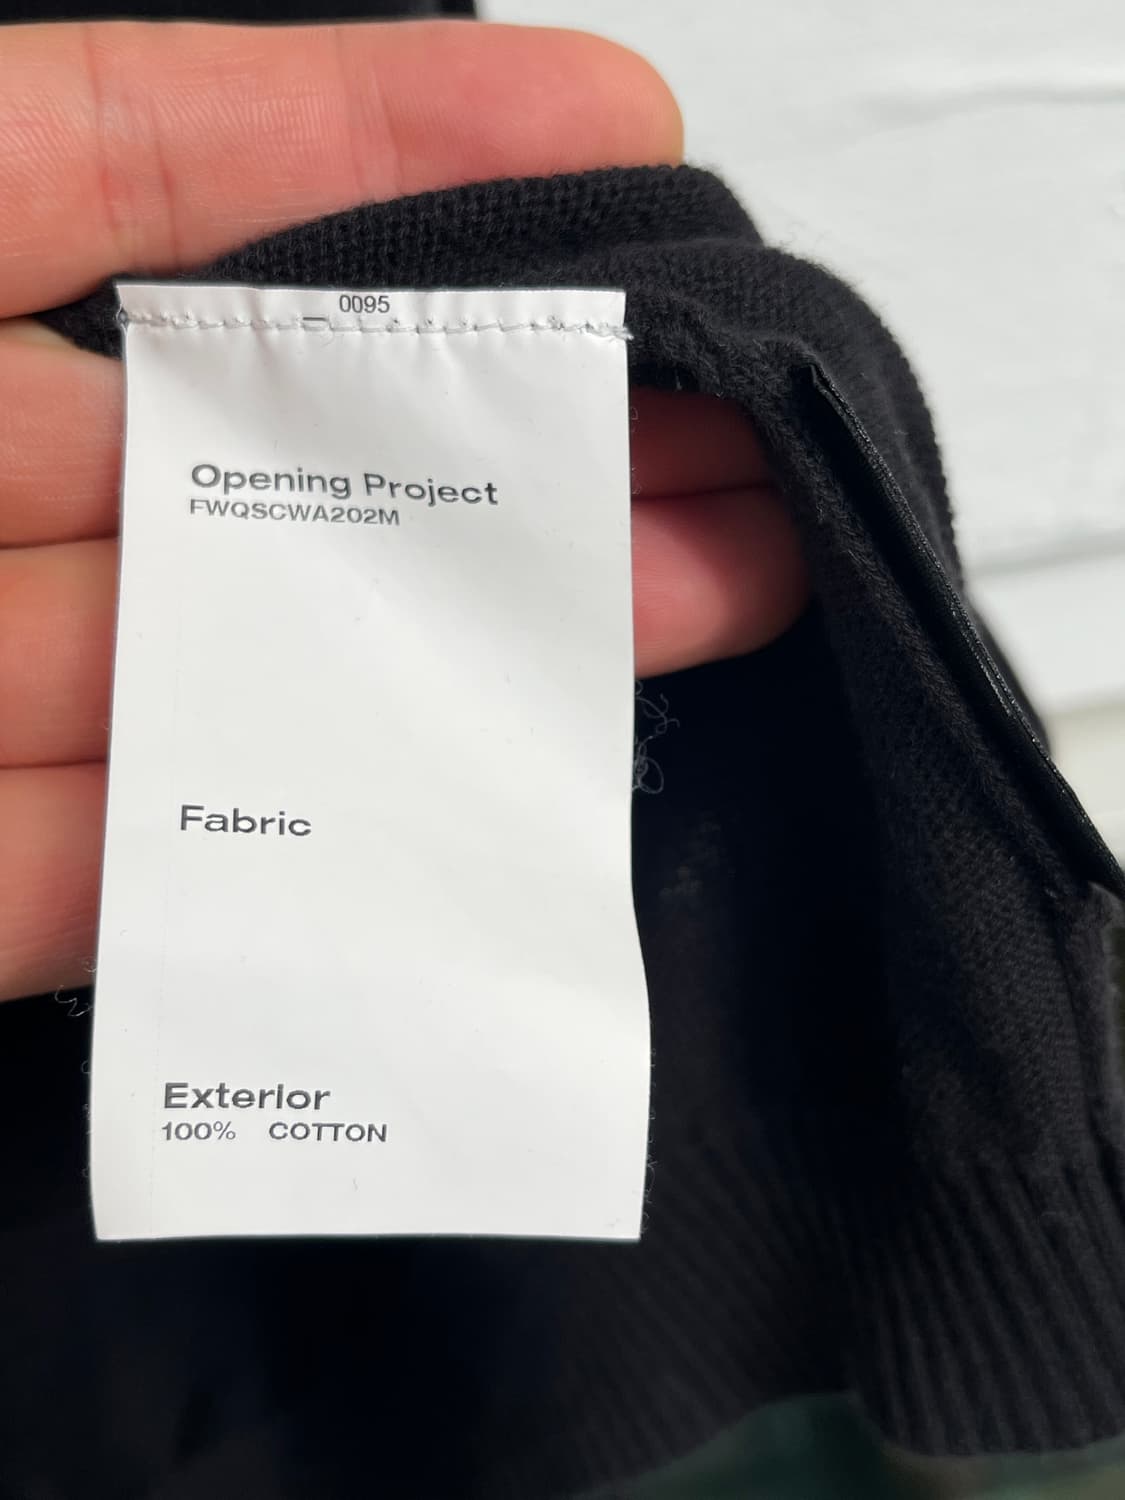 _ 0095
Opening Project
FWQSCWA202M
Fabric
Exterior
100% COTTON